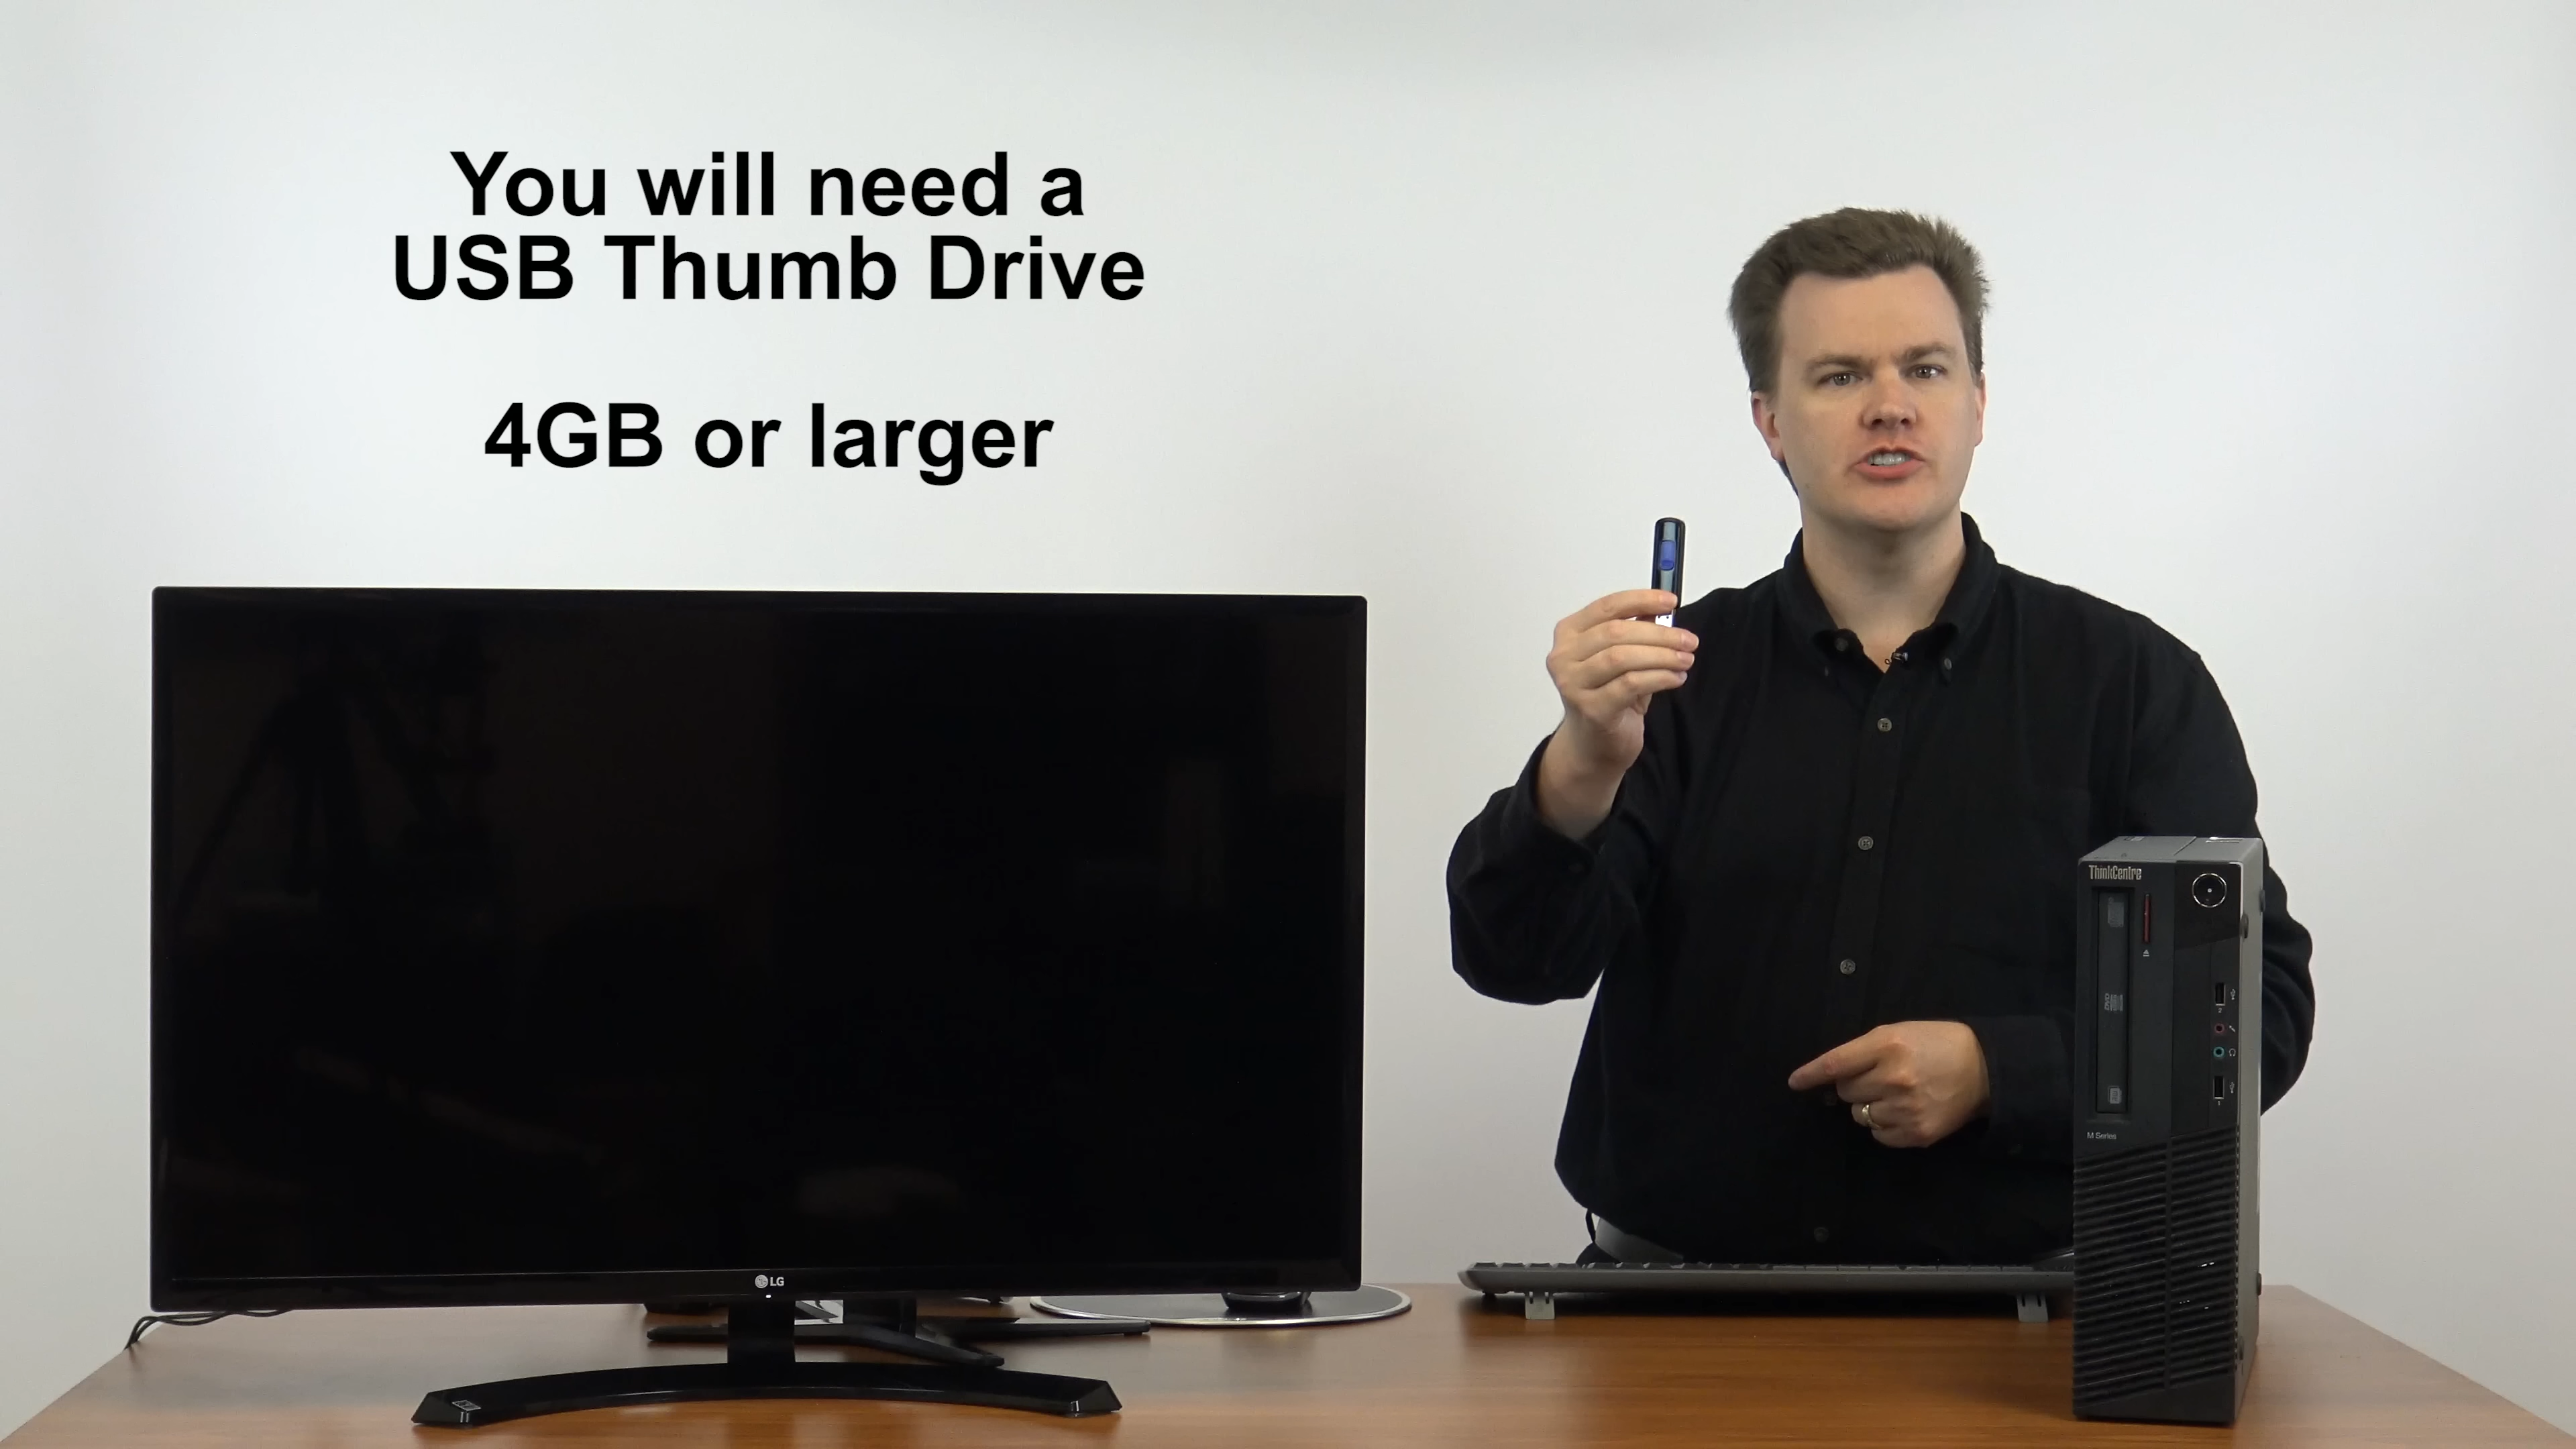 You will need a
USB Thumb Drive
4GB or larger
ThinkCentre
M Series
LG